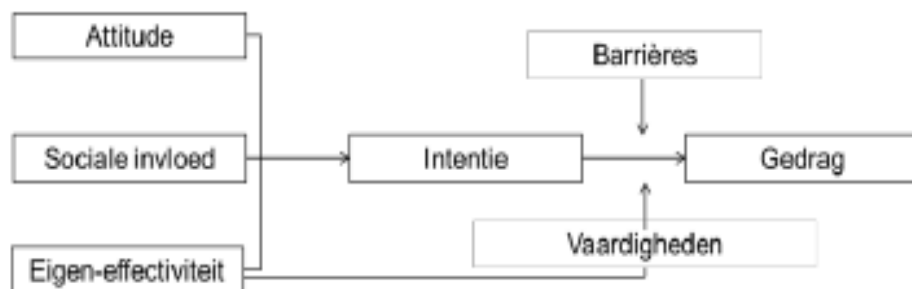 Attitude
Barrières
Sociale invloed
Intentie
Gedrag
Vaardigheden
Eigen-effectiviteit